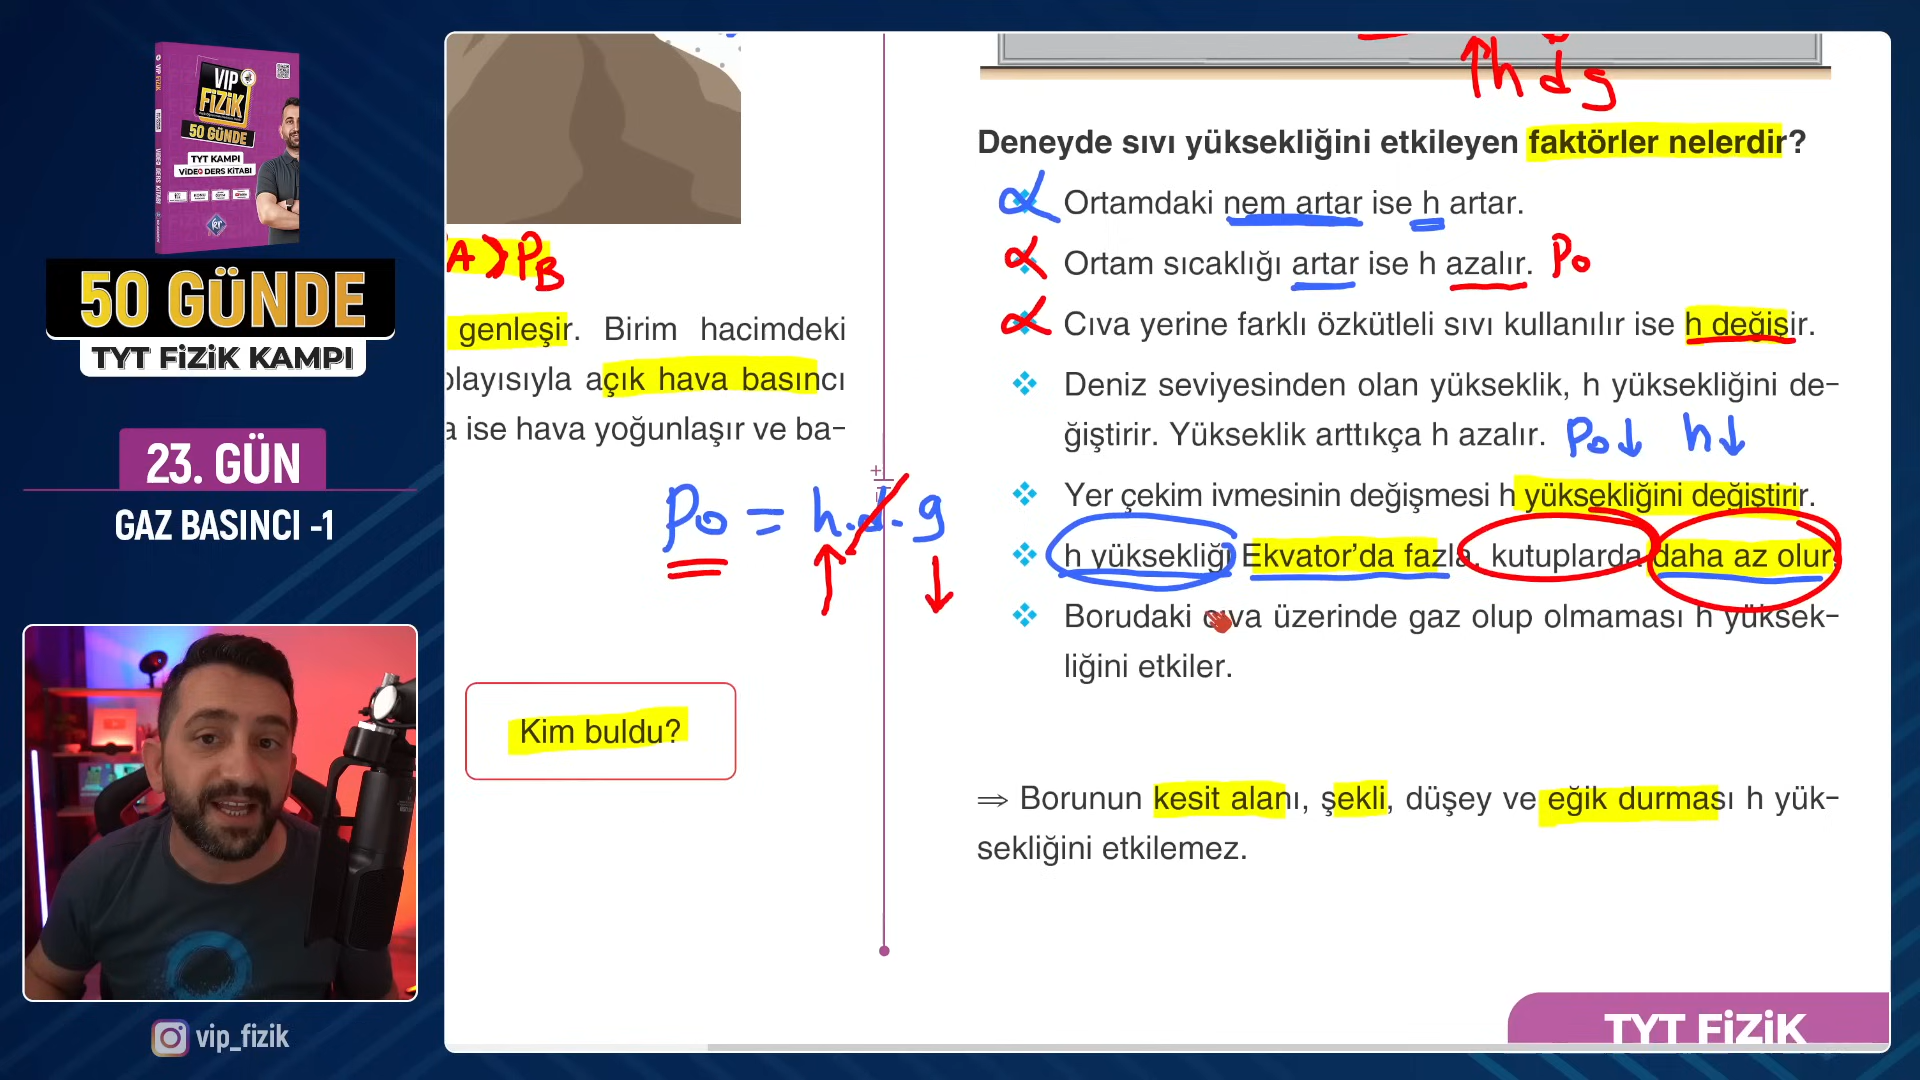 VIP
FİZİK
50 GÜNDE
TYT KAMPI
VİDEO DERS KİTABI
50 GÜNDE
TYT FİZİK KAMPI
23. GÜN
GAZ BASINCI -1
vip_fizik
A > PB
genleşir. Birim hacimdeki
olayısıyla açık hava basıncı
a ise hava yoğunlaşır ve ba-
Po = h.d.g
Kim buldu?
h d g
Deneyde sıvı yüksekliğini etkileyen faktörler nelerdir?
Ortamdaki nem artar ise h artar.
Ortam sıcaklığı artar ise h azalır. Po
Cıva yerine farklı özkütleli sıvı kullanılır ise h değişir.
Deniz seviyesinden olan yükseklik, h yüksekliğini de-
ğiştirir. Yükseklik arttıkça h azalır. Po↓ h↓
Yer çekim ivmesinin değişmesi h yüksekliğini değiştirir.
h yüksekliği Ekvator'da fazla, kutuplarda daha az olur.
Borudaki cıva üzerinde gaz olup olmaması h yüksek-
liğini etkiler.
⇒ Borunun kesit alanı, şekli, düşey ve eğik durması h yük-
sekliğini etkilemez.
TYT FİZİK